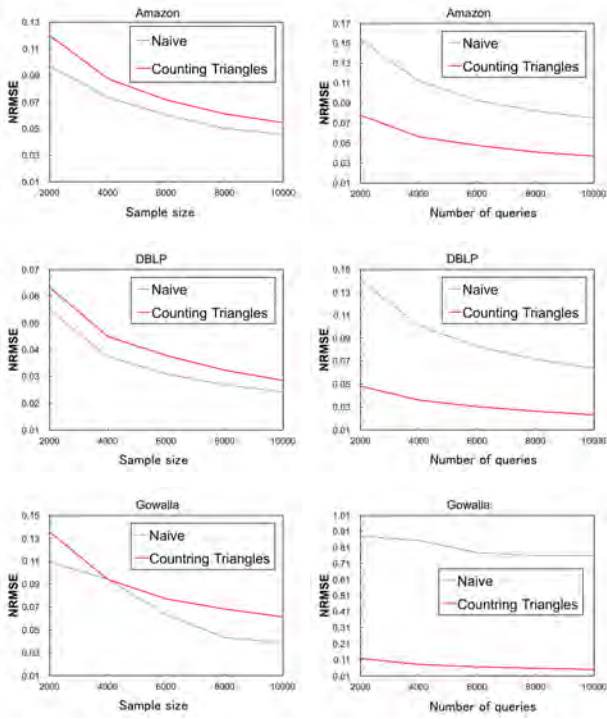 Amazon
0.13
0.11
0.09
0.07
0.05
0.03
0.01
NRMSE
Naive
Counting Triangles
2000 4000 6000 8000 10000
Sample size
Amazon
0.17
0.15
0.13
0.11
0.09
0.07
0.05
0.03
0.01
NRMSE
Naive
Counting Triangles
2000 4000 6000 8000 10000
Number of queries
DBLP
0.07
0.06
0.05
0.04
0.03
0.02
0.01
NRMSE
Naive
Counting Triangles
2000 4000 6000 8000 10000
Sample size
DBLP
0.15
0.13
0.11
0.09
0.07
0.05
0.03
0.01
NRMSE
Naive
Counting Triangles
2000 4000 6000 8000 10000
Number of queries
Gowalla
0.15
0.13
0.11
0.09
0.07
0.05
0.03
0.01
NRMSE
Naive
Countring Triangles
2000 4000 6000 8000 10000
Sample size
Gowalla
1.01
0.91
0.81
0.71
0.61
0.51
0.41
0.31
0.21
0.11
0.01
NRMSE
Naive
Countring Triangles
2000 4000 6000 8000 10000
Number of queries